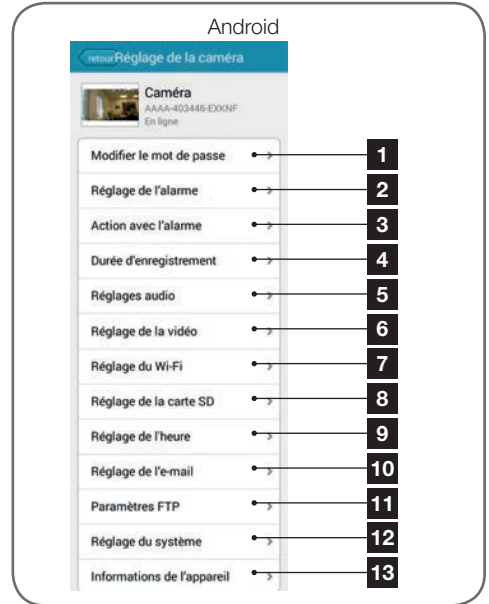 Android
retour Réglage de la caméra
Caméra
AAAA-403446-EXKNF
En ligne
Modifier le mot de passe 1
Réglage de l'alarme 2
Action avec l'alarme 3
Durée d'enregistrement 4
Réglages audio 5
Réglage de la vidéo 6
Réglage du Wi-Fi 7
Réglage de la carte SD 8
Réglage de l'heure 9
Réglage de l'e-mail 10
Paramètres FTP 11
Réglage du système 12
Informations de l'appareil 13